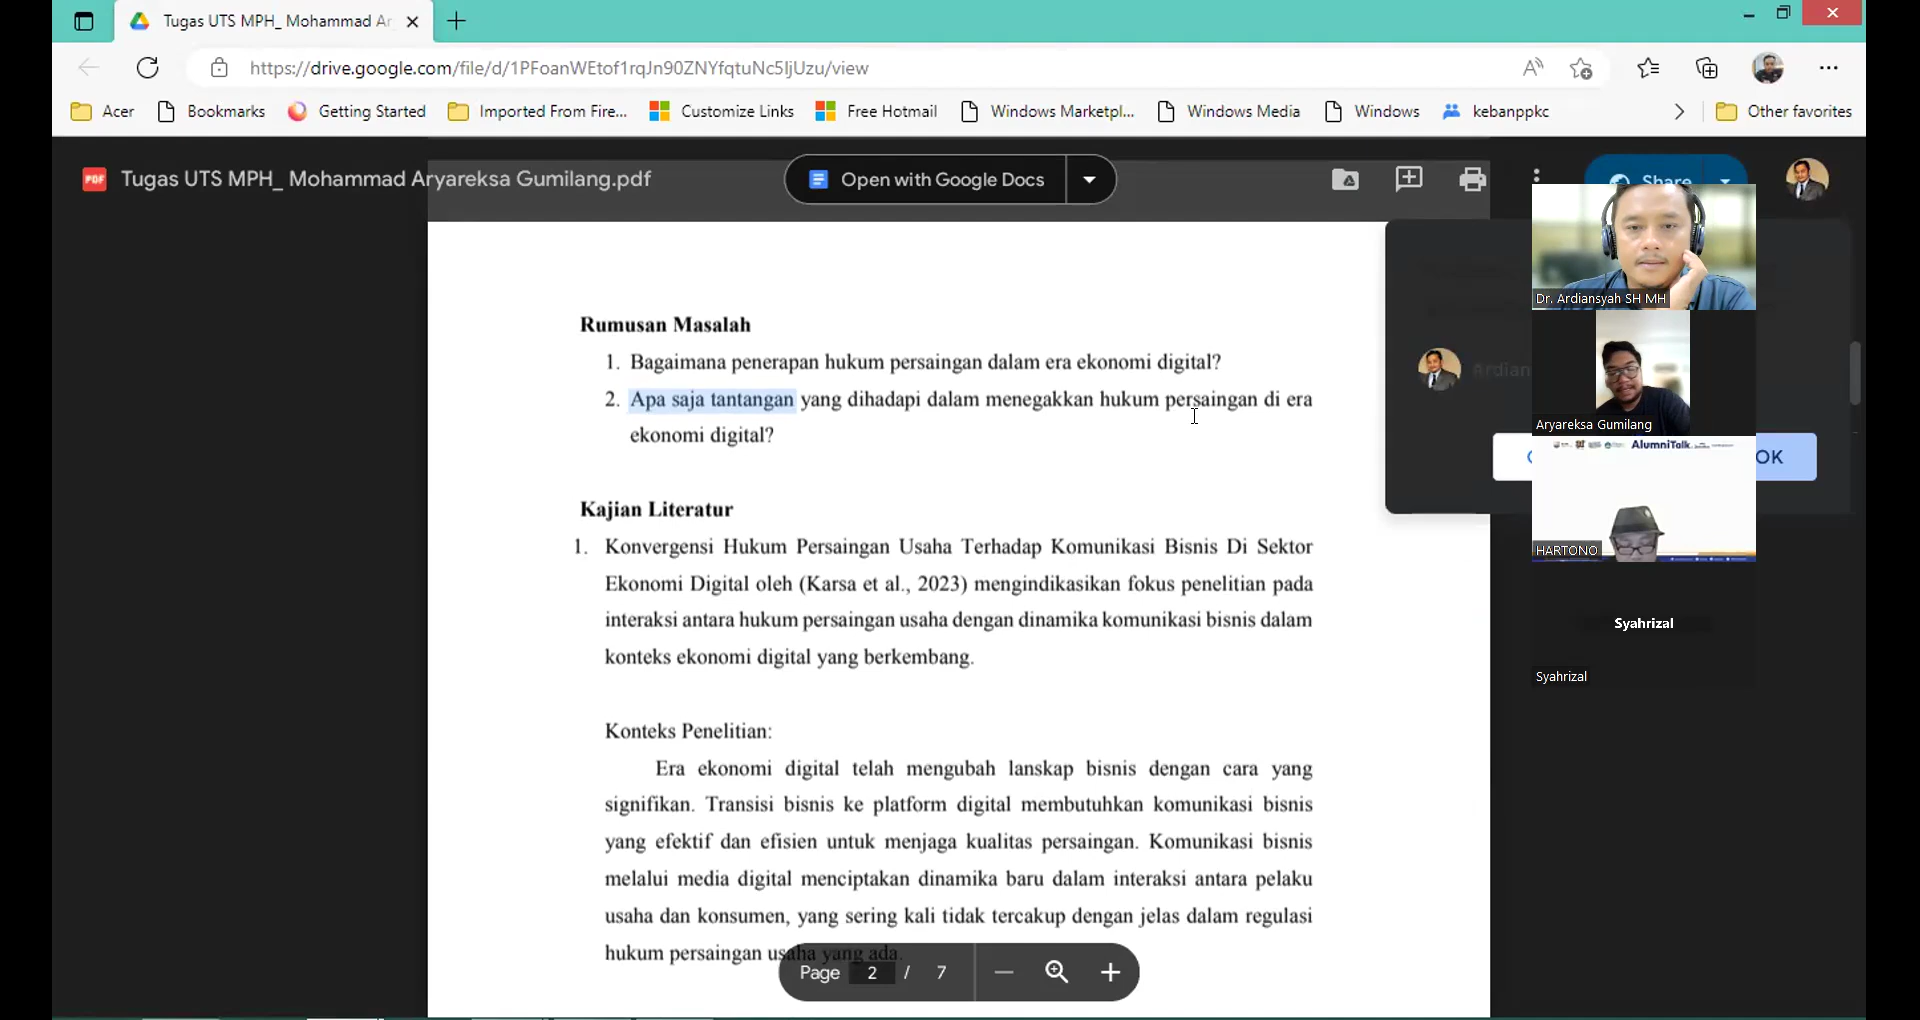 Tugas UTS MPH_ Mohammad Ar
https://drive.google.com/file/d/1PFoanWEtof1rqJn90ZNYfqtuNc5IjUzu/view
Acer Bookmarks Getting Started Imported From Fire... Customize Links Free Hotmail Windows Marketpl... Windows Media Windows kebanppkc Other favorites
PDF Tugas UTS MPH_ Mohammad Aryareksa Gumilang.pdf Open with Google Docs Share
Rumusan Masalah
1. Bagaimana penerapan hukum persaingan dalam era ekonomi digital?
2. Apa saja tantangan yang dihadapi dalam menegakkan hukum persaingan di era
ekonomi digital?
Kajian Literatur
1. Konvergensi Hukum Persaingan Usaha Terhadap Komunikasi Bisnis Di Sektor
Ekonomi Digital oleh (Karsa et al., 2023) mengindikasikan fokus penelitian pada
interaksi antara hukum persaingan usaha dengan dinamika komunikasi bisnis dalam
konteks ekonomi digital yang berkembang.
Konteks Penelitian:
Era ekonomi digital telah mengubah lanskap bisnis dengan cara yang
signifikan. Transisi bisnis ke platform digital membutuhkan komunikasi bisnis
yang efektif dan efisien untuk menjaga kualitas persaingan. Komunikasi bisnis
melalui media digital menciptakan dinamika baru dalam interaksi antara pelaku
usaha dan konsumen, yang sering kali tidak tercakup dengan jelas dalam regulasi
hukum persaingan usaha yang ada.
Page 2 / 7
Dr. Ardiansyah SH MH
Ardian
Aryareksa Gumilang
AlumniTalk
OK
HARTONO
Syahrizal
Syahrizal